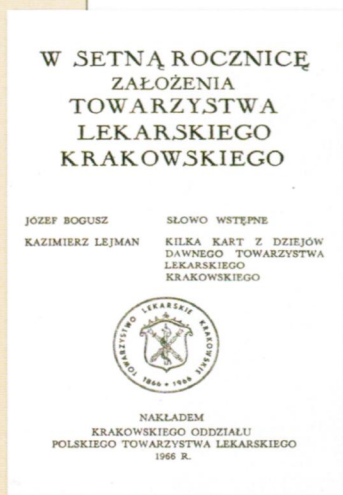 W SETNĄ ROCZNICĘ
ZAŁOŻENIA
TOWARZYSTWA
LEKARSKIEGO
KRAKOWSKIEGO
JÓZEF BOGUSZ SŁOWO WSTĘPNE
KAZIMIERZ LEJMAN KILKA KART Z DZIEJÓW
DAWNEGO TOWARZYSTWA
LEKARSKIEGO
KRAKOWSKIEGO
TOWARZYSTWO LEKARSKIE KRAKOWSKIE
1866 • 1966
NAKŁADEM
KRAKOWSKIEGO ODDZIAŁU
POLSKIEGO TOWARZYSTWA LEKARSKIEGO
1966 R.